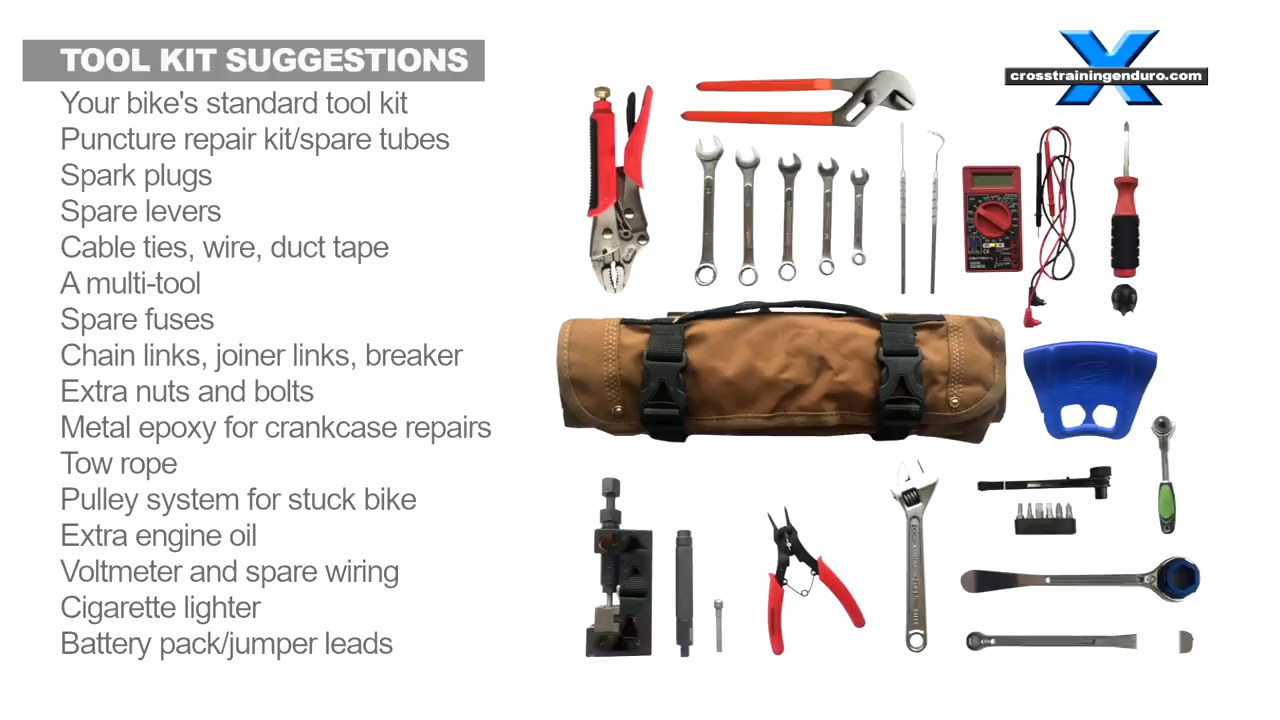 TOOL KIT SUGGESTIONS
Your bike's standard tool kit
Puncture repair kit/spare tubes
Spark plugs
Spare levers
Cable ties, wire, duct tape
A multi-tool
Spare fuses
Chain links, joiner links, breaker
Extra nuts and bolts
Metal epoxy for crankcase repairs
Tow rope
Pulley system for stuck bike
Extra engine oil
Voltmeter and spare wiring
Cigarette lighter
Battery pack/jumper leads
X
crosstrainingenduro.com